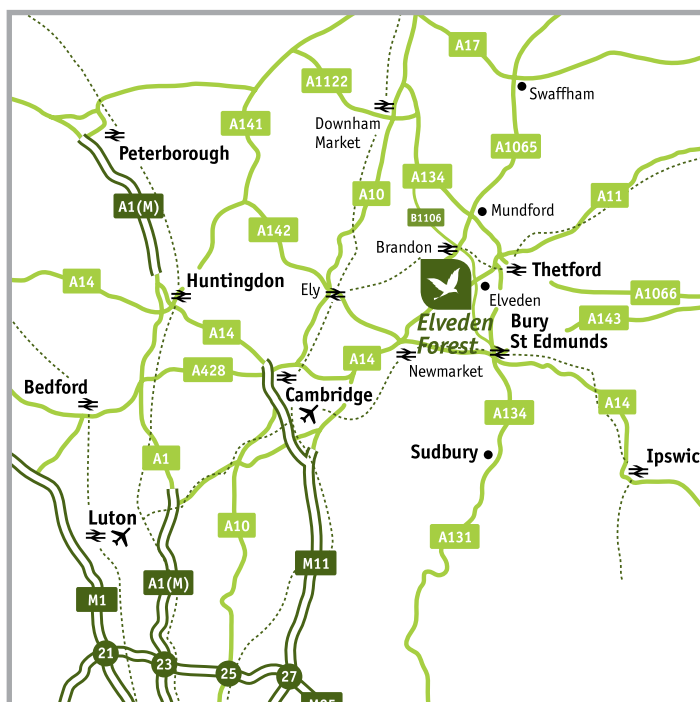 A17
A1122
Swaffham
A141
Downham
Market
A1065
Peterborough
A134
A10
A11
A1(M)
B1106
Mundford
A142
Brandon
Thetford
A14
Huntingdon
Ely
Elveden
A1066
Elveden
Forest
Bury
St Edmunds
A143
A14
A14
Newmarket
A428
Bedford
Cambridge
A134
A14
A1
Sudbury
Ipswic
Luton
A10
A131
M11
A1(M)
M1
21
23
25
27